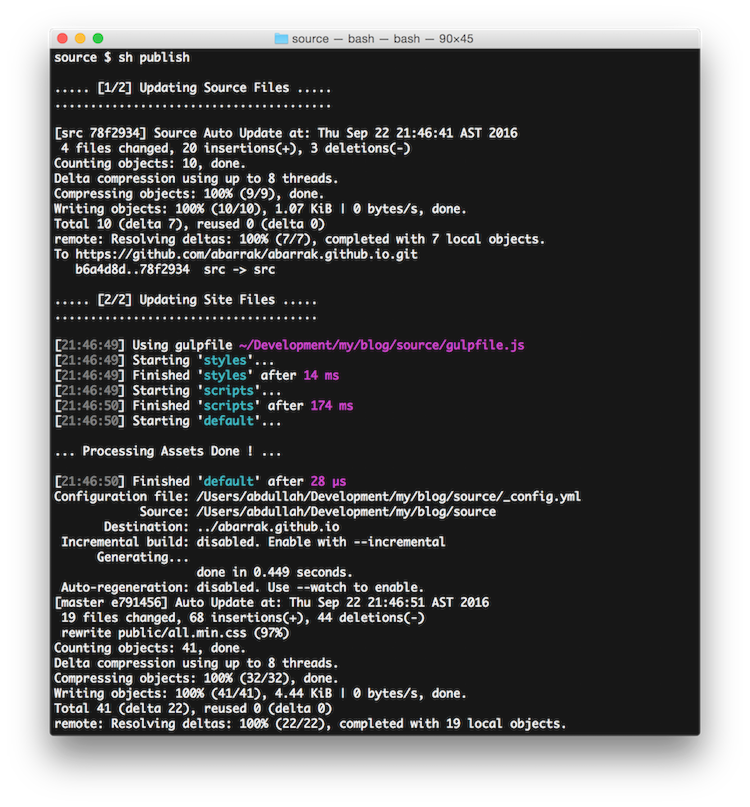 source — bash — bash — 90×45
source $ sh publish
..... [1/2] Updating Source Files .....
.......................................
[src 78f2934] Source Auto Update at: Thu Sep 22 21:46:41 AST 2016
 4 files changed, 20 insertions(+), 3 deletions(-)
Counting objects: 10, done.
Delta compression using up to 8 threads.
Compressing objects: 100% (9/9), done.
Writing objects: 100% (10/10), 1.07 KiB | 0 bytes/s, done.
Total 10 (delta 7), reused 0 (delta 0)
remote: Resolving deltas: 100% (7/7), completed with 7 local objects.
To https://github.com/abarrak/abarrak.github.io.git
   b6a4d8d..78f2934  src -> src
..... [2/2] Updating Site Files .....
.....................................
[21:46:49] Using gulpfile ~/Development/my/blog/source/gulpfile.js
[21:46:49] Starting 'styles'...
[21:46:49] Finished 'styles' after 14 ms
[21:46:49] Starting 'scripts'...
[21:46:50] Finished 'scripts' after 174 ms
[21:46:50] Starting 'default'...
... Processing Assets Done ! ...
[21:46:50] Finished 'default' after 28 μs
Configuration file: /Users/abdullah/Development/my/blog/source/_config.yml
            Source: /Users/abdullah/Development/my/blog/source
       Destination: ../abarrak.github.io
 Incremental build: disabled. Enable with --incremental
      Generating...
                    done in 0.449 seconds.
 Auto-regeneration: disabled. Use --watch to enable.
[master e791456] Auto Update at: Thu Sep 22 21:46:51 AST 2016
 19 files changed, 68 insertions(+), 44 deletions(-)
 rewrite public/all.min.css (97%)
Counting objects: 41, done.
Delta compression using up to 8 threads.
Compressing objects: 100% (32/32), done.
Writing objects: 100% (41/41), 4.44 KiB | 0 bytes/s, done.
Total 41 (delta 22), reused 0 (delta 0)
remote: Resolving deltas: 100% (22/22), completed with 19 local objects.